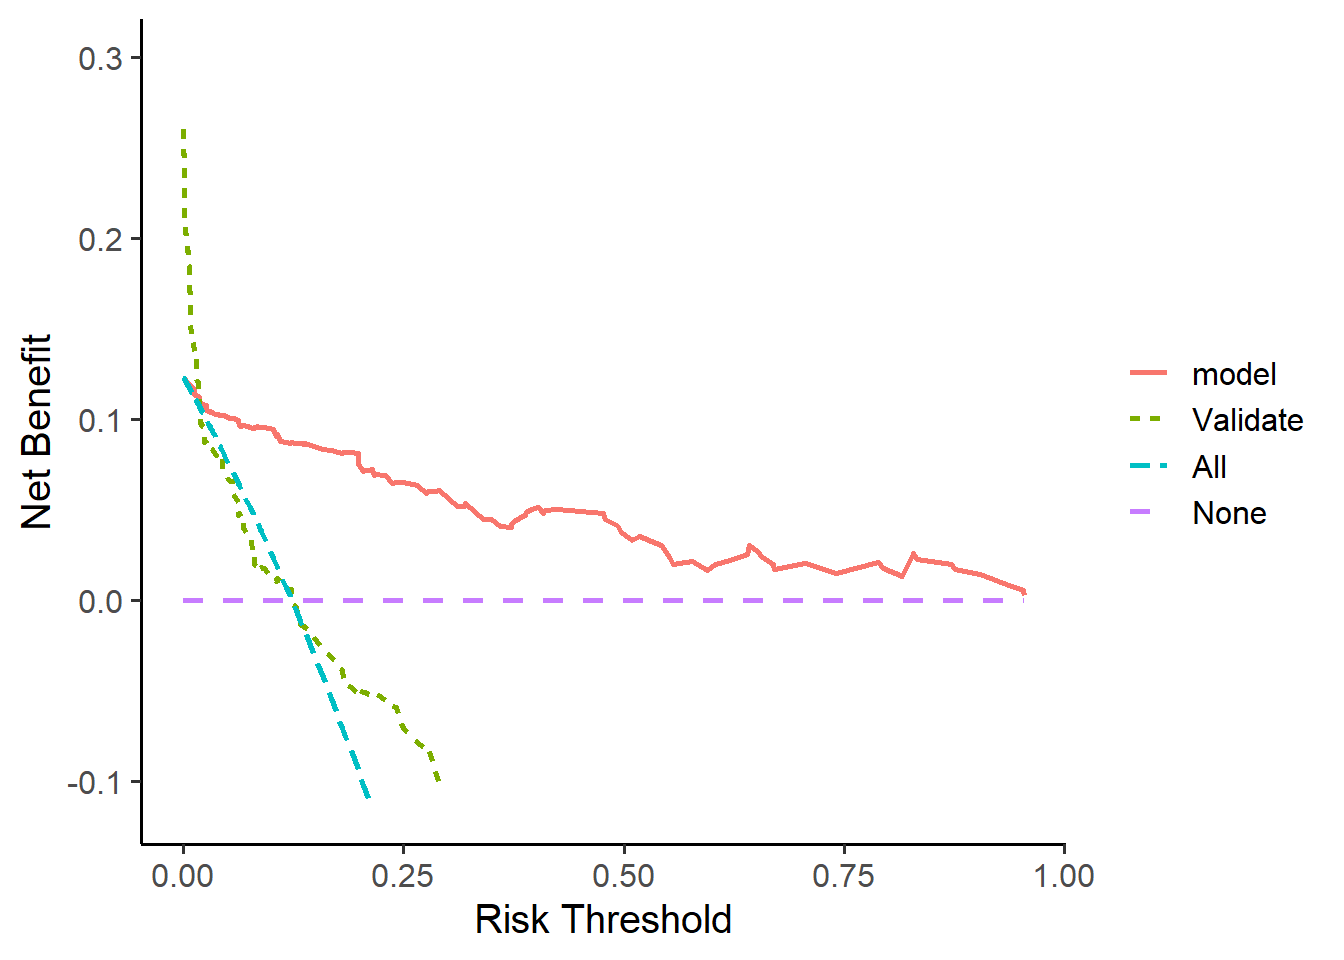 Net Benefit
0.3
0.2
0.1
0.0
-0.1
0.00 0.25 0.50 0.75 1.00
Risk Threshold
model
Validate
All
None